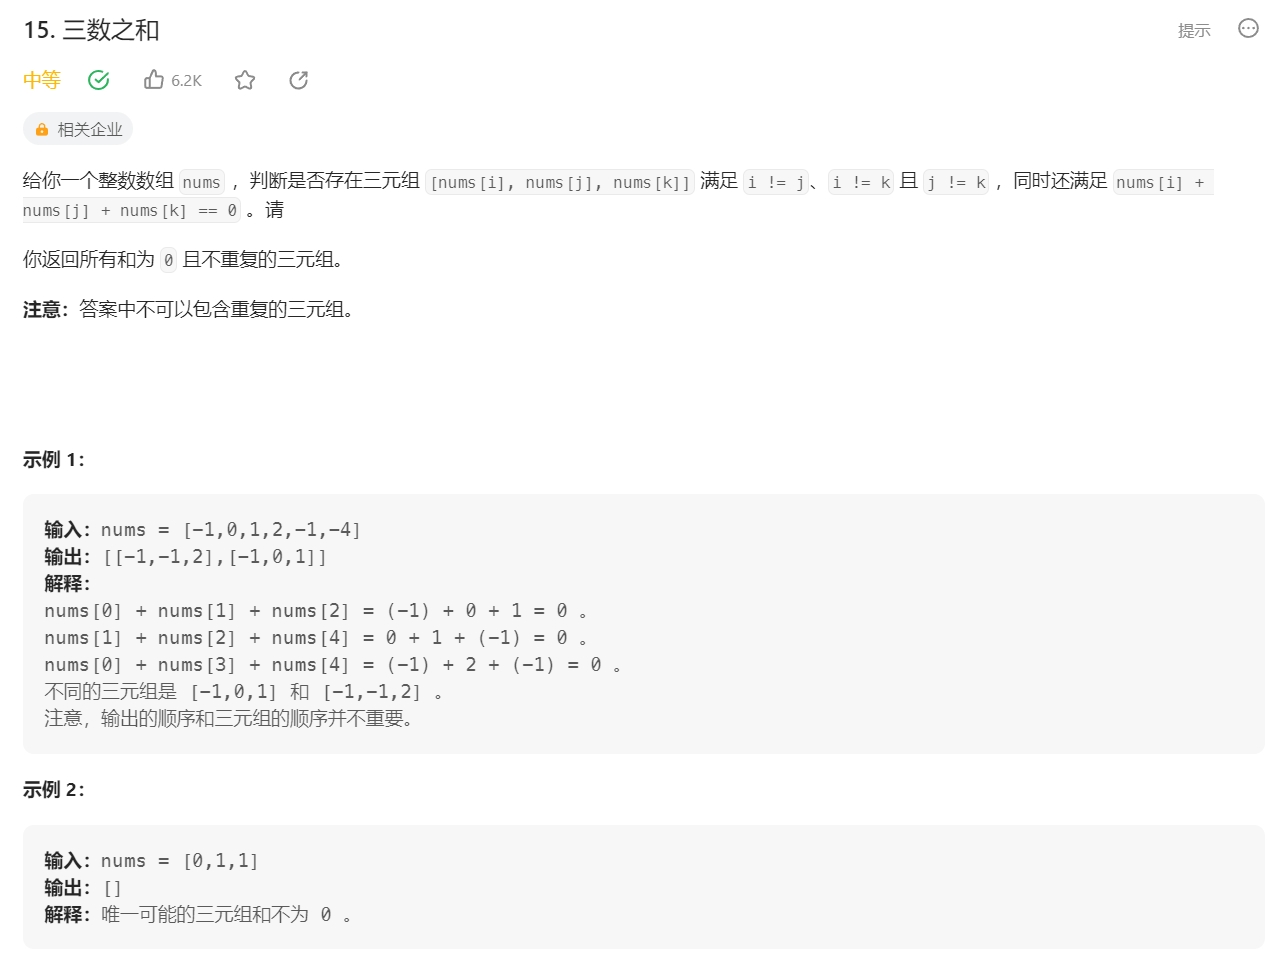 15. 三数之和
提示
中等
6.2K
相关企业
给你一个整数数组 nums ，判断是否存在三元组 [nums[i], nums[j], nums[k]] 满足 i != j、i != k 且 j != k ，同时还满足 nums[i] +
nums[j] + nums[k] == 0 。请
你返回所有和为 0 且不重复的三元组。
注意：答案中不可以包含重复的三元组。
示例 1：
输入：nums = [-1,0,1,2,-1,-4]
输出：[[-1,-1,2],[-1,0,1]]
解释：
nums[0] + nums[1] + nums[2] = (-1) + 0 + 1 = 0 。
nums[1] + nums[2] + nums[4] = 0 + 1 + (-1) = 0 。
nums[0] + nums[3] + nums[4] = (-1) + 2 + (-1) = 0 。
不同的三元组是 [-1,0,1] 和 [-1,-1,2] 。
注意，输出的顺序和三元组的顺序并不重要。
示例 2：
输入：nums = [0,1,1]
输出：[]
解释：唯一可能的三元组和不为 0 。